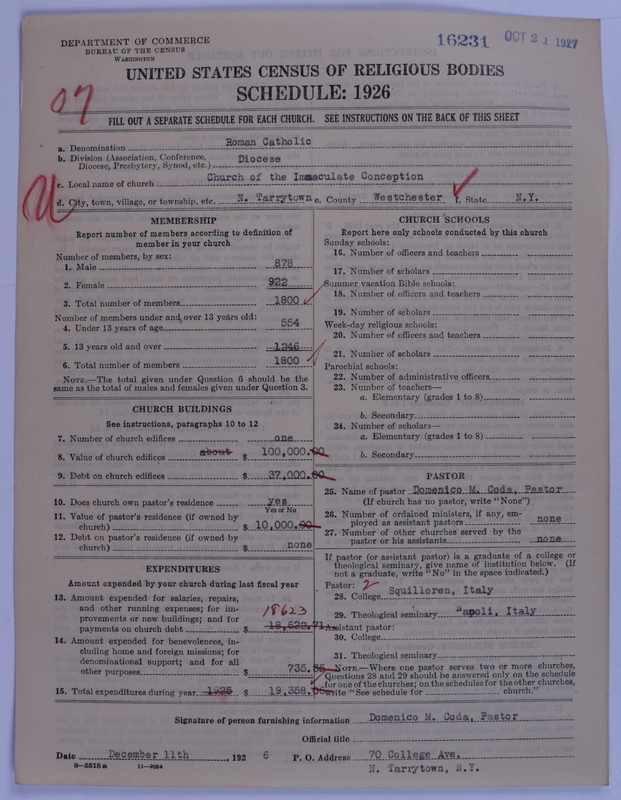 DEPARTMENT OF COMMERCE
BUREAU OF THE CENSUS
WASHINGTON
16231 OCT 21 1927
UNITED STATES CENSUS OF RELIGIOUS BODIES
SCHEDULE: 1926
07
FILL OUT A SEPARATE SCHEDULE FOR EACH CHURCH. SEE INSTRUCTIONS ON THE BACK OF THIS SHEET
a. Denomination Roman Catholic
b. Division (Association, Conference, Diocese, Presbytery, Synod, etc.) Diocese
c. Local name of church Church of the Immaculate Conception
d. City, town, village, or township, etc. N. Tarrytown e. County Westchester f. State N.Y.
MEMBERSHIP
Report number of members according to definition of
member in your church
Number of members, by sex:
1. Male 878
2. Female 922
3. Total number of members 1800
Number of members under and over 13 years old:
4. Under 13 years of age 554
5. 13 years old and over 1246
6. Total number of members 1800
NOTE.—The total given under Question 6 should be the
same as the total of males and females given under Question 3.
CHURCH BUILDINGS
See instructions, paragraphs 10 to 12
7. Number of church edifices one
8. Value of church edifices about $ 100,000.00
9. Debt on church edifices $ 37,000.00
10. Does church own pastor's residence yes
Yes or No
11. Value of pastor's residence (if owned by
church) $ 10,000.00
12. Debt on pastor's residence (if owned by
church) $ none
EXPENDITURES
Amount expended by your church during last fiscal year
13. Amount expended for salaries, repairs,
and other running expenses; for im-
provements or new buildings; and for
payments on church debt $ 18,622.71
18623
14. Amount expended for benevolences, in-
cluding home and foreign missions; for
denominational support; and for all
other purposes $ 735.
15. Total expenditures during year 1925 $ 19,358.
CHURCH SCHOOLS
Report here only schools conducted by this church
Sunday schools:
16. Number of officers and teachers
17. Number of scholars
Summer vacation Bible schools:
18. Number of officers and teachers
19. Number of scholars
Week-day religious schools:
20. Number of officers and teachers
21. Number of scholars
Parochial schools:
22. Number of administrative officers
23. Number of teachers—
a. Elementary (grades 1 to 8)
b. Secondary
24. Number of scholars—
a. Elementary (grades 1 to 8)
b. Secondary
PASTOR
25. Name of pastor Domenico M. Coda, Pastor
(If church has no pastor, write "None")
26. Number of ordained ministers, if any, em-
ployed as assistant pastors none
27. Number of other churches served by the
pastor or his assistants none
If pastor (or assistant pastor) is a graduate of a college or
theological seminary, give name of institution below. (If
not a graduate, write "No" in the space indicated.)
Pastor: 2
28. College Squilloren, Italy
29. Theological seminary "apoli, Italy
Assistant pastor:
30. College
31. Theological seminary
NOTE.—Where one pastor serves two or more churches,
Questions 28 and 29 should be answered only on the schedule
for one of the churches; on the schedules for the other churches,
write "See schedule for church."
Signature of person furnishing information Domenico M. Coda, Pastor
Official title
Date December 11th , 192 6 P. O. Address 70 College Ave.
8—5518a 11—9054 N. Tarrytown, N.Y.